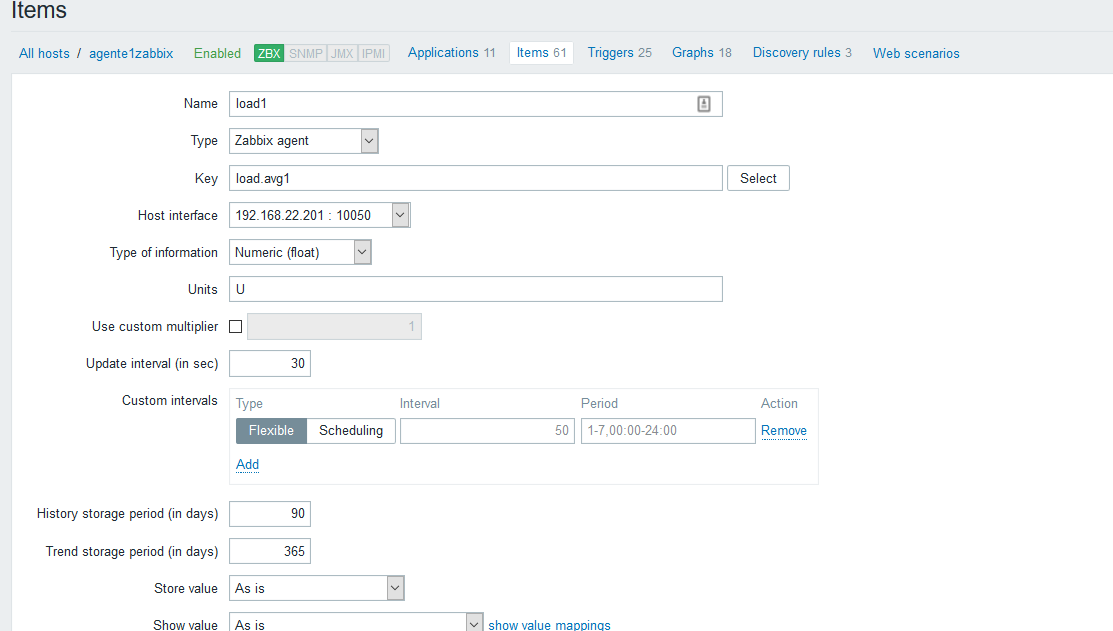 Items
All hosts / agente1zabbix Enabled ZBX SNMP JMX IPMI Applications 11 Items 61 Triggers 25 Graphs 18 Discovery rules 3 Web scenarios
Name load1
Type Zabbix agent
Key load.avg1 Select
Host interface 192.168.22.201 : 10050
Type of information Numeric (float)
Units U
Use custom multiplier 1
Update interval (in sec) 30
Custom intervals Type Interval Period Action
Flexible Scheduling 50 1-7,00:00-24:00 Remove
Add
History storage period (in days) 90
Trend storage period (in days) 365
Store value As is
Show value As is show value mappings